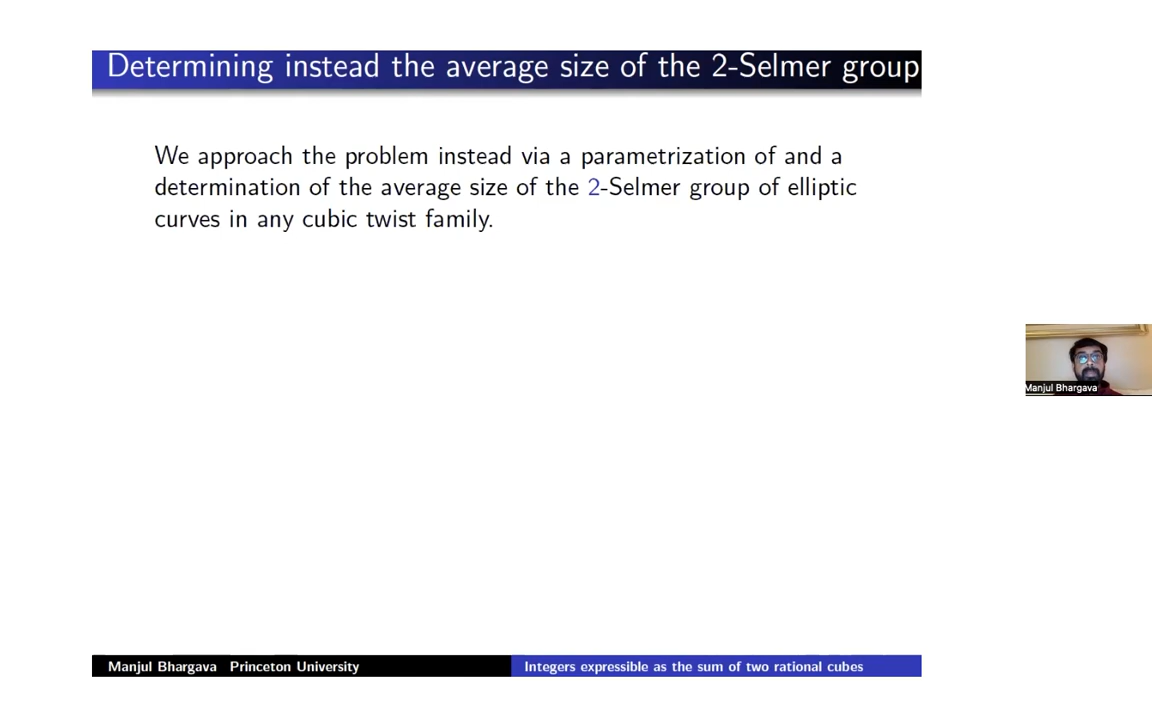 Determining instead the average size of the 2-Selmer group
We approach the problem instead via a parametrization of and a
determination of the average size of the 2-Selmer group of elliptic
curves in any cubic twist family.
Manjul Bhargava
Manjul Bhargava Princeton University
Integers expressible as the sum of two rational cubes